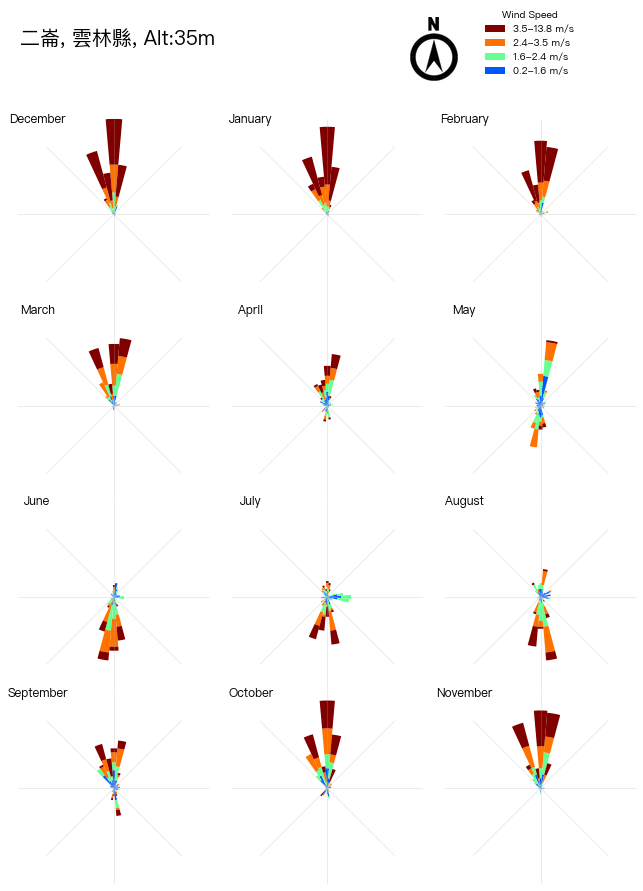 N
Wind Speed
二崙, 雲林縣, Alt:35m
3.5–13.8 m/s
2.4–3.5 m/s
1.6–2.4 m/s
0.2–1.6 m/s
December
January
February
March
April
May
June
July
August
September
October
November